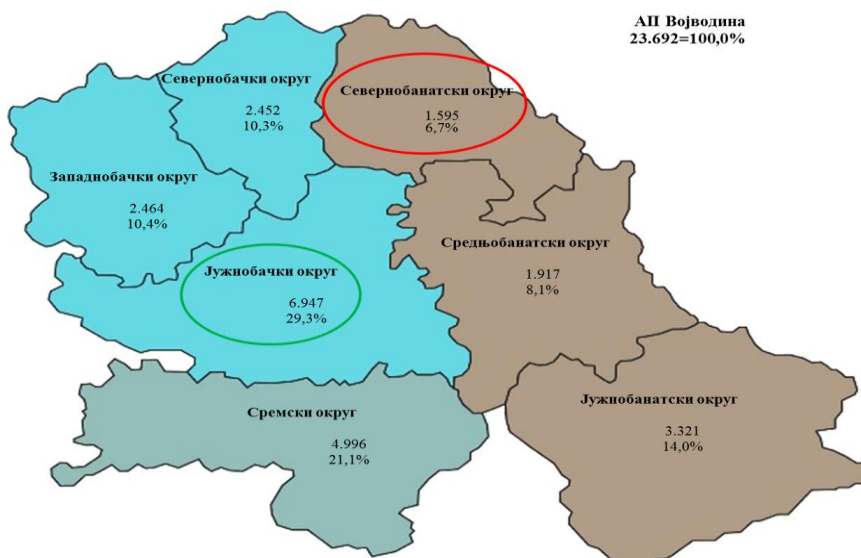 АП Војводина
23.692=100,0%
Севернобачки округ
2.452
10,3%
Севернобанатски округ
1.595
6,7%
Западнобачки округ
2.464
10,4%
Средњобанатски округ
1.917
8,1%
Јужнобачки округ
6.947
29,3%
Јужнобанатски округ
3.321
14,0%
Сремски округ
4.996
21,1%